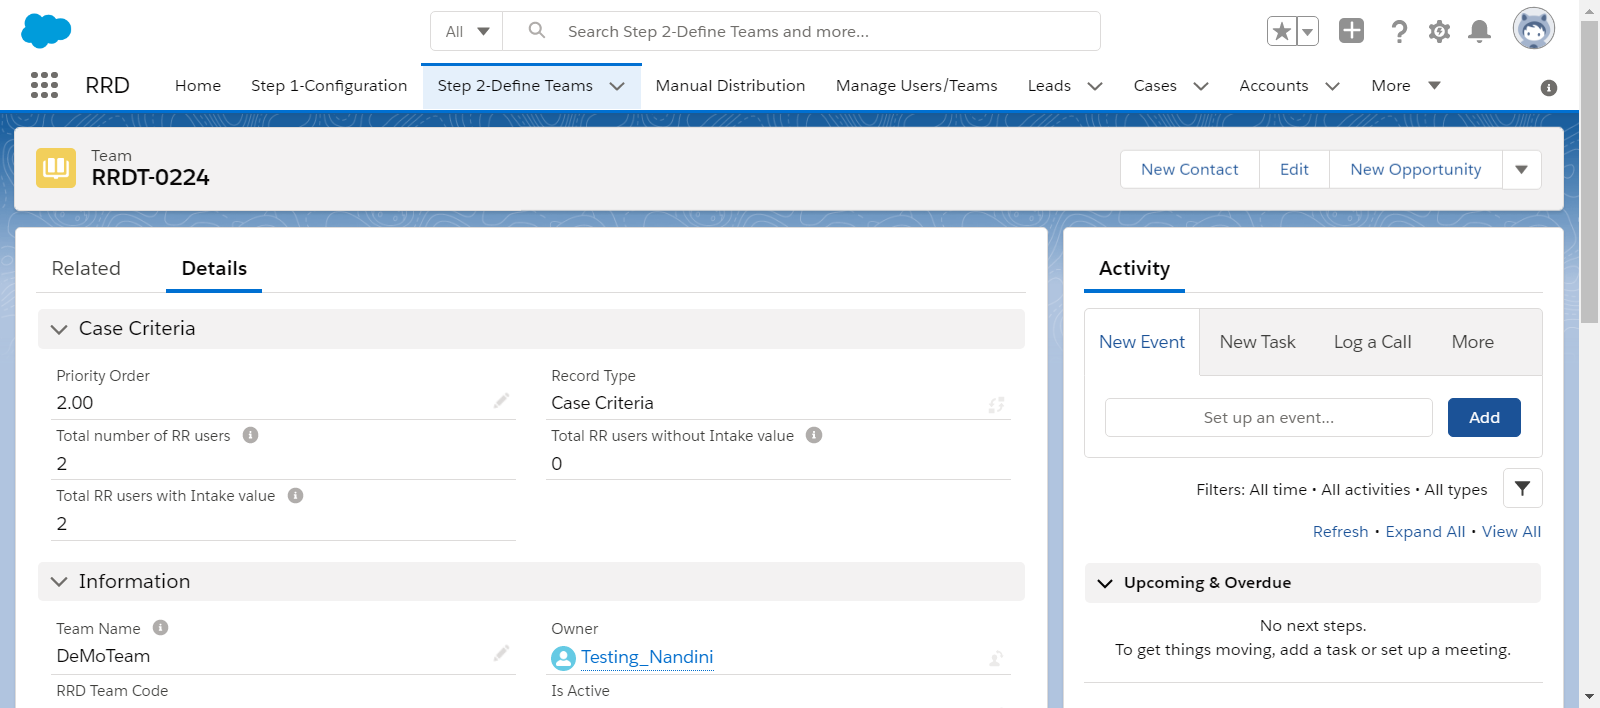 All
Search Step 2-Define Teams and more...
RRD
Home
Step 1-Configuration
Step 2-Define Teams
Manual Distribution
Manage Users/Teams
Leads
Cases
Accounts
More
Team
RRDT-0224
New Contact
Edit
New Opportunity
Related
Details
Case Criteria
Priority Order
2.00
Record Type
Case Criteria
Total number of RR users
2
Total RR users without Intake value
0
Total RR users with Intake value
2
Information
Team Name
DeMoTeam
Owner
Testing_Nandini
RRD Team Code
Is Active
Activity
New Event
New Task
Log a Call
More
Set up an event...
Add
Filters: All time • All activities • All types
Refresh • Expand All • View All
Upcoming & Overdue
No next steps.
To get things moving, add a task or set up a meeting.